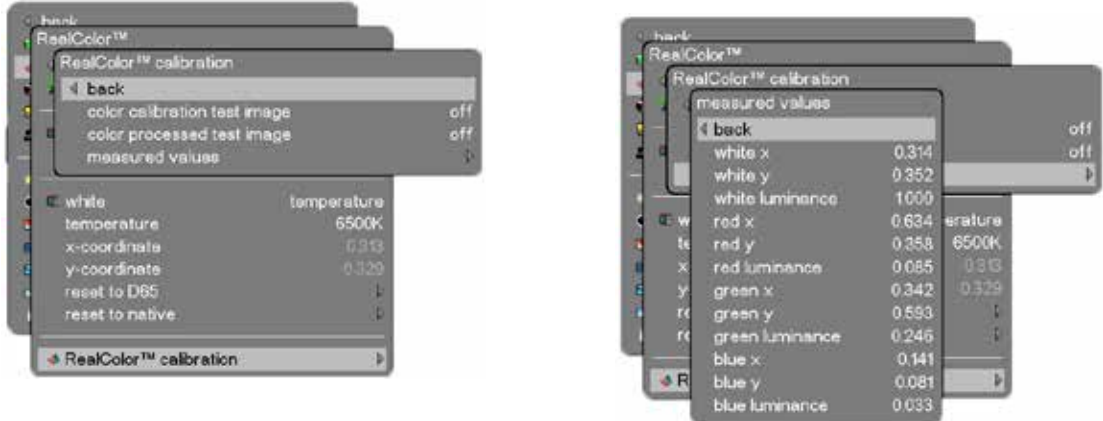 back
RealColor™
RealColor™ calibration
back
color calibration test image off
color processed test image off
measured values
white temperature
temperature 6500K
x-coordinate 0.313
y-coordinate 0.329
reset to D65
reset to native
RealColor™ calibration
back
RealColor™
RealColor™ calibration
measured values
back off
white x 0.314 off
white y 0.352
white luminance 1.000
red x 0.634 erature
red y 0.358 6500K
red luminance 0.085 0.313
green x 0.342 0.329
green y 0.593
green luminance 0.246
blue x 0.141
blue y 0.081
blue luminance 0.033